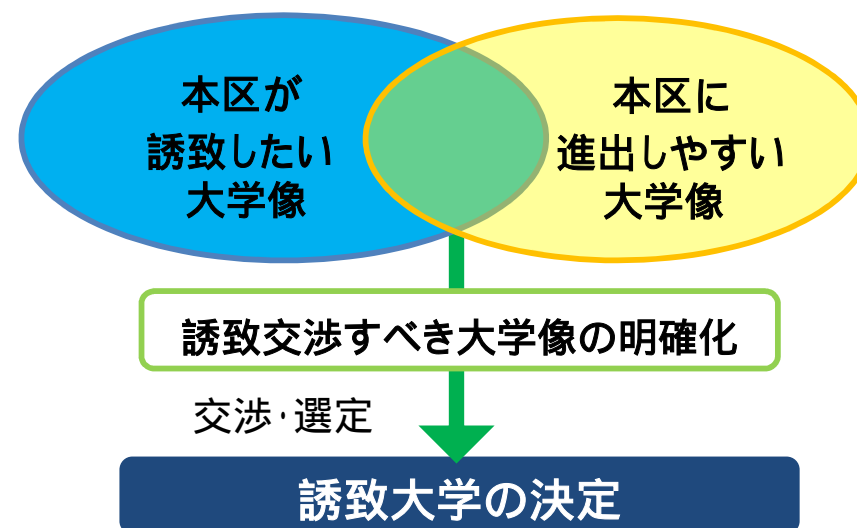 本区が
誘致したい
大学像
本区に
進出しやすい
大学像
誘致交渉すべき大学像の明確化
交渉・選定
誘致大学の決定